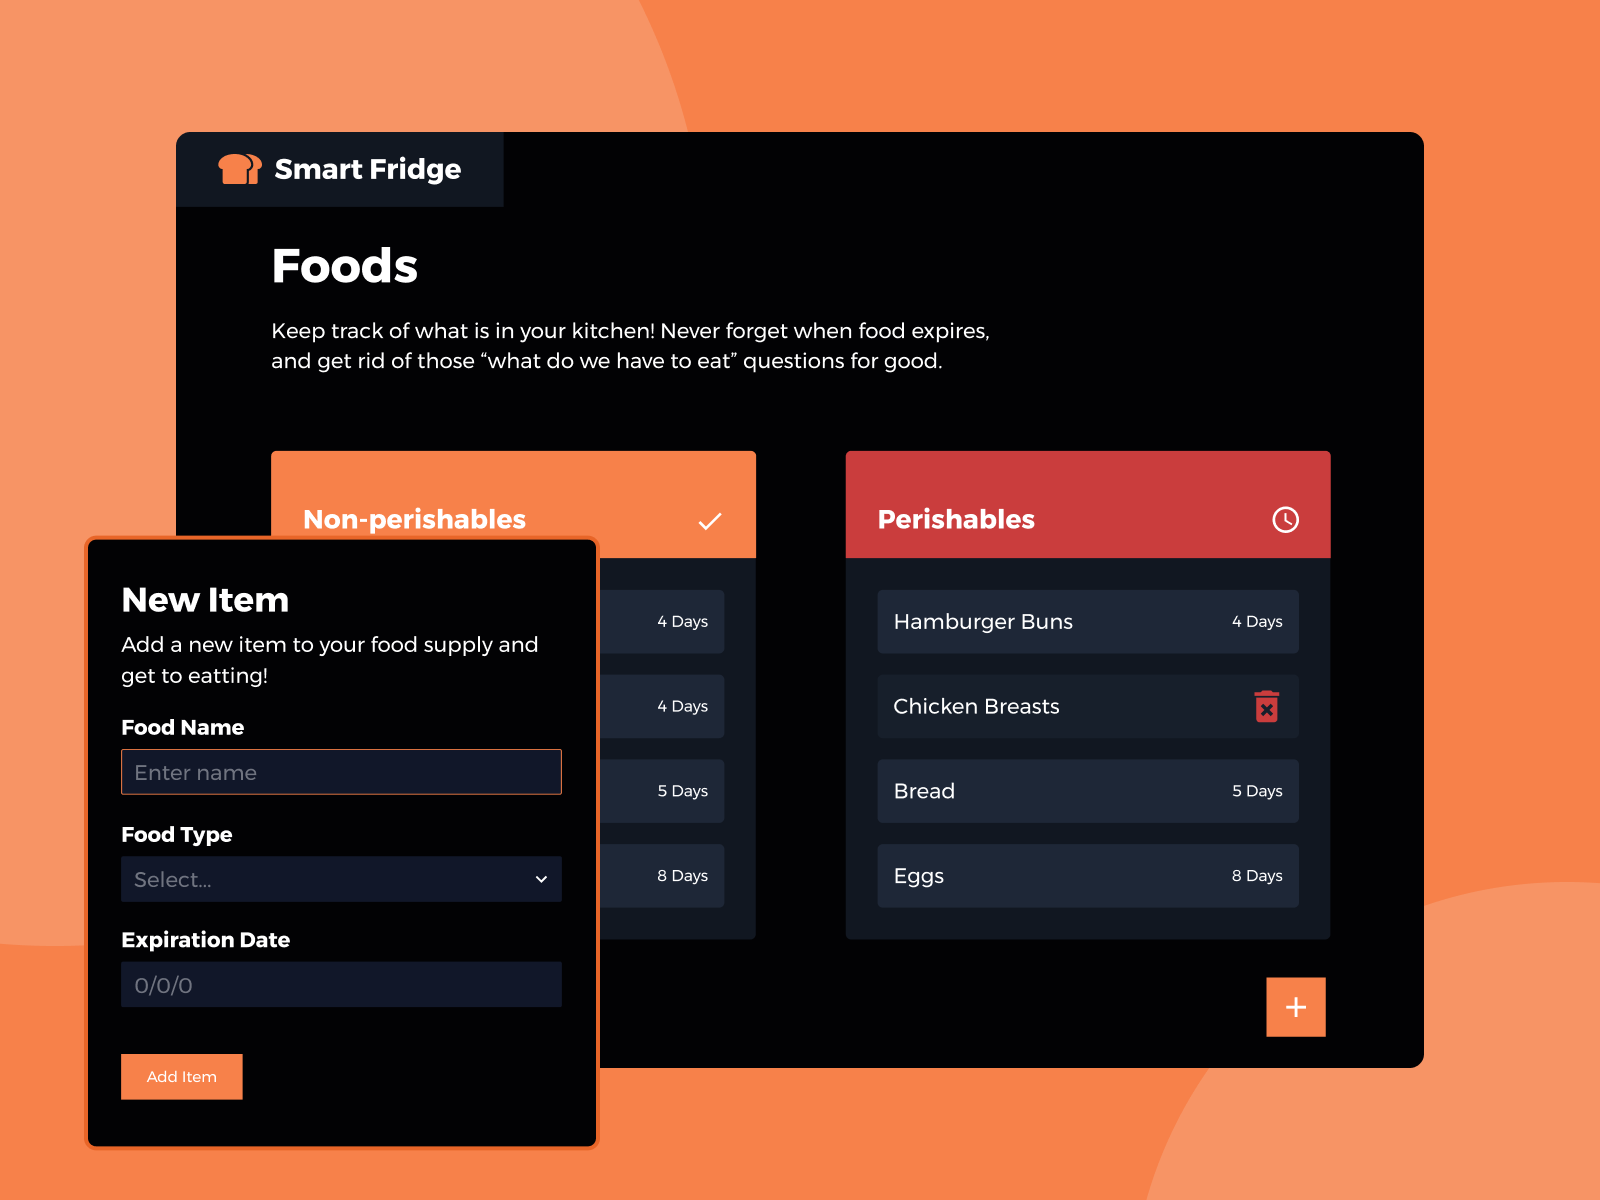 Smart Fridge
Foods
Keep track of what is in your kitchen! Never forget when food expires,
and get rid of those “what do we have to eat” questions for good.
Non-perishables
4 Days
4 Days
5 Days
8 Days
Perishables
Hamburger Buns 4 Days
Chicken Breasts
Bread 5 Days
Eggs 8 Days
New Item
Add a new item to your food supply and
get to eatting!
Food Name
Enter name
Food Type
Select...
Expiration Date
0/0/0
Add Item